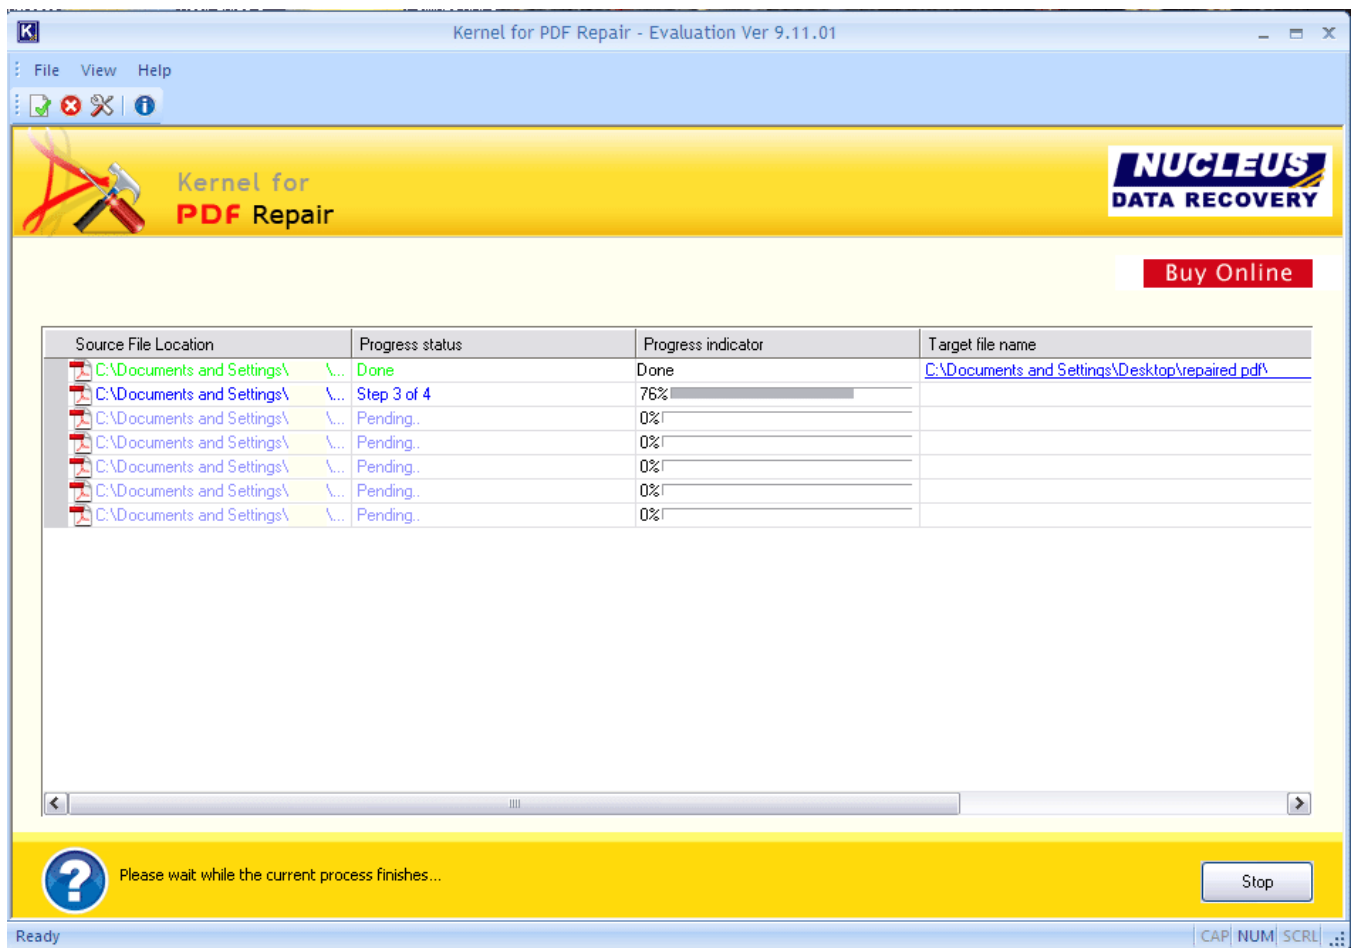 Kernel for PDF Repair - Evaluation Ver 9.11.01
File View Help
Kernel for
PDF Repair
NUCLEUS
DATA RECOVERY
Buy Online
Source File Location Progress status Progress indicator Target file name
C:\Documents and Settings\ \... Done Done C:\Documents and Settings\Desktop\repaired pdf\
C:\Documents and Settings\ \... Step 3 of 4 76%
C:\Documents and Settings\ \... Pending.. 0%
C:\Documents and Settings\ \... Pending.. 0%
C:\Documents and Settings\ \... Pending.. 0%
C:\Documents and Settings\ \... Pending.. 0%
C:\Documents and Settings\ \... Pending.. 0%
Please wait while the current process finishes...
Stop
Ready CAP NUM SCRL